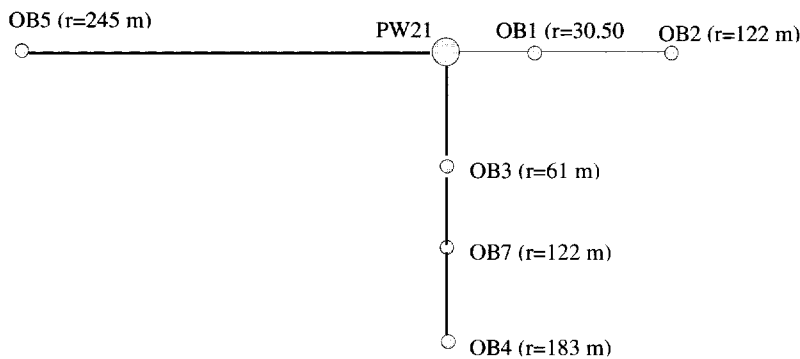 OB5 (r=245 m)
PW21
OB1 (r=30.50
OB2 (r=122 m)
OB3 (r=61 m)
OB7 (r=122 m)
OB4 (r=183 m)